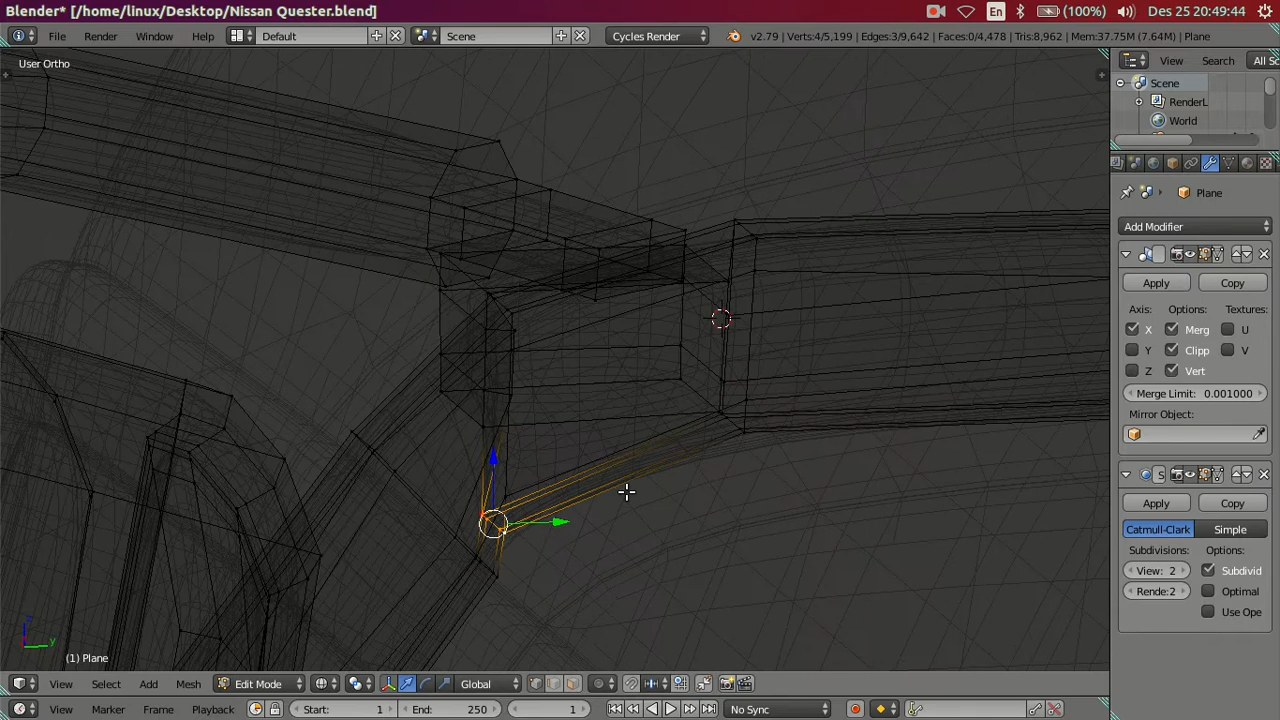 Blender* [/home/linux/Desktop/Nissan Quester.blend]
En
(100%)
Des 25 20:49:44
File Render Window Help
Default
Scene
Cycles Render
v2.79 | Verts:4/5,199 | Edges:3/9,642 | Faces:0/4,478 | Tris:8,962 | Mem:37.75M (7.64M) | Plane
User Ortho
View Search All Sc
Scene
RenderL
World
Plane
Add Modifier
Apply Copy
Axis: Options: Textures:
X Merg U
Y Clipp V
Z Vert
Merge Limit: 0.001000
Mirror Object:
S
Apply Copy
Catmull-Clark Simple
Subdivisions: Options:
View: 2 Subdivid
Rende:2 Optimal
Use Ope
z
y
(1) Plane
View Select Add Mesh Edit Mode Global
View Marker Frame Playback Start: 1 End: 250 1 No Sync